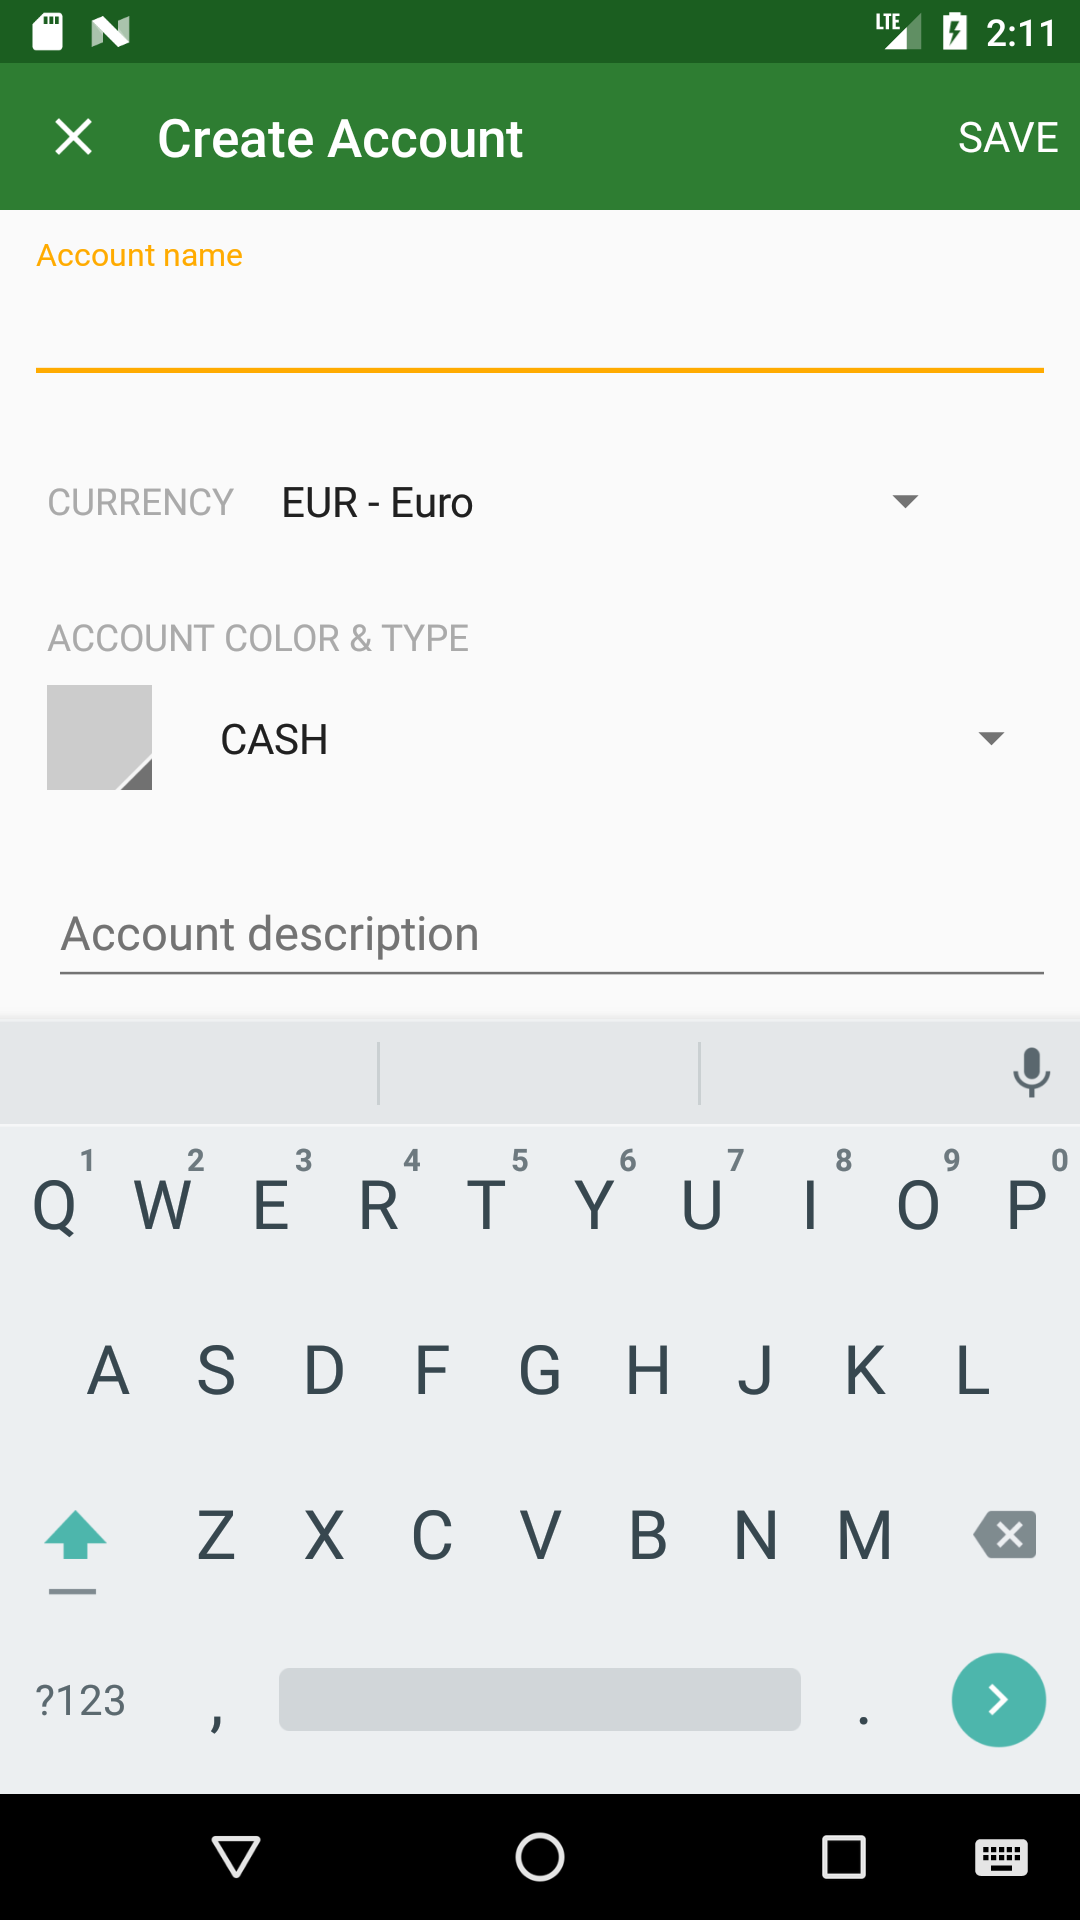 LTE 2:11
Create Account SAVE
Account name
CURRENCY EUR - Euro
ACCOUNT COLOR & TYPE
CASH
Account description
1 2 3 4 5 6 7 8 9 0
Q W E R T Y U I O P
A S D F G H J K L
Z X C V B N M
?123 , .